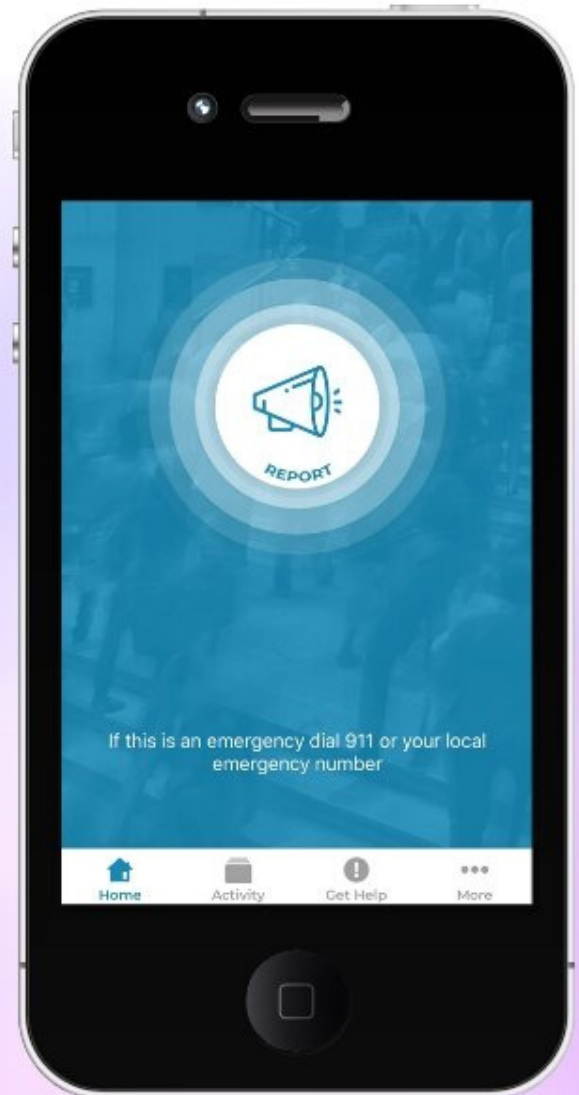 REPORT
If this is an emergency dial 911 or your local
emergency number
Home
Activity
Get Help
More